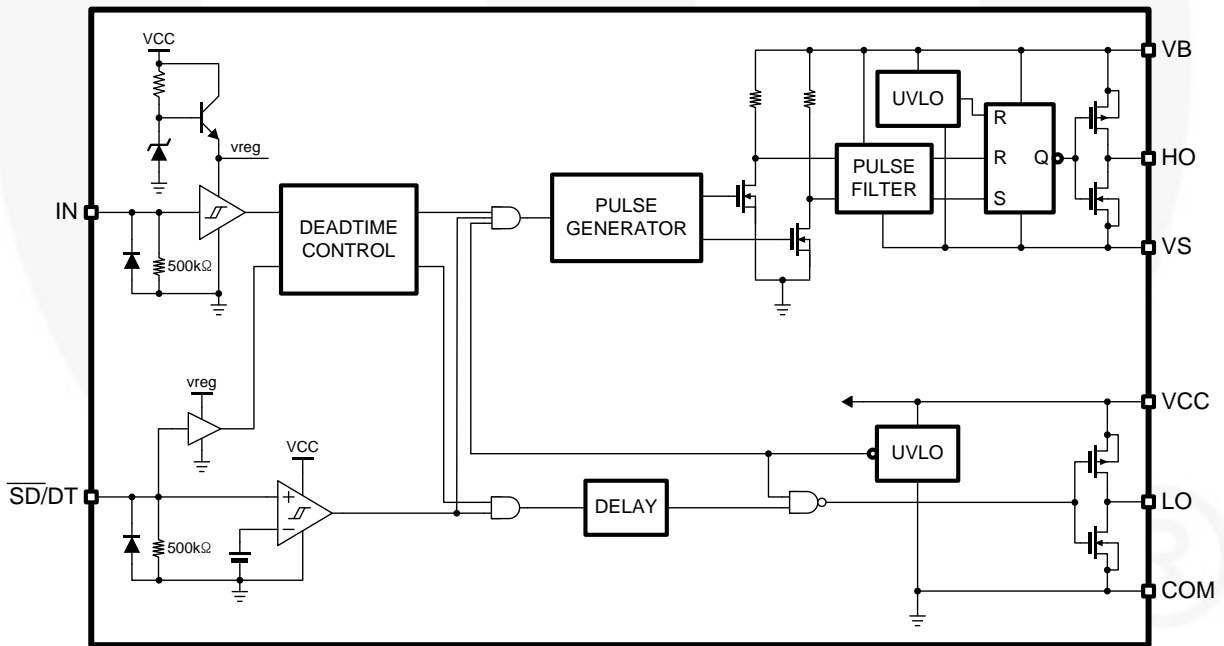 VCC
VB
UVLO
R
vreg
R
Q
HO
PULSE
FILTER
IN
DEADTIME
CONTROL
PULSE
GENERATOR
S
VS
500kΩ
vreg
VCC
VCC
UVLO
SD/DT
+
DELAY
LO
−
500kΩ
COM